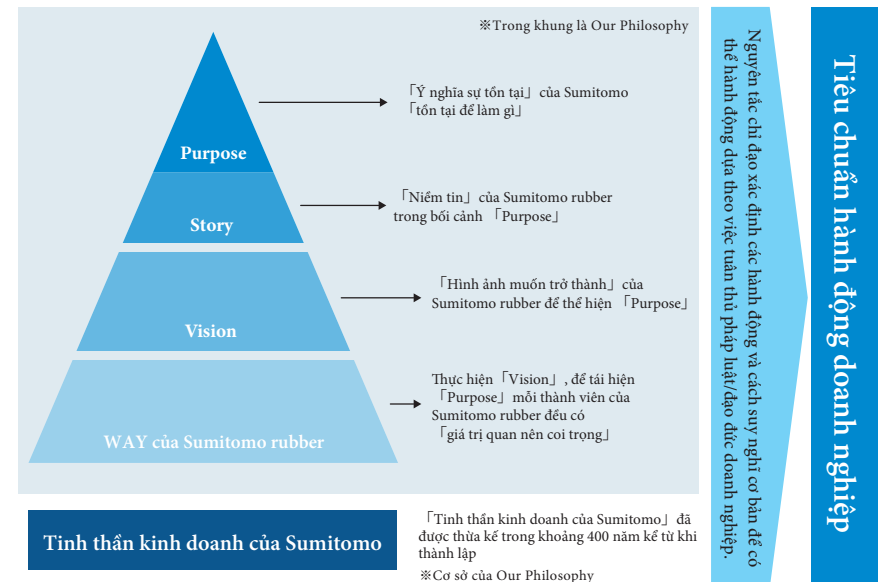 ※Trong khung là Our Philosophy
Purpose
「Ý nghĩa sự tồn tại」 của Sumitomo
「tồn tại để làm gì」
Story
「Niềm tin」 của Sumitomo rubber
trong bối cảnh 「Purpose」
Vision
「Hình ảnh muốn trở thành」 của
Sumitomo rubber để thể hiện 「Purpose」
WAY của Sumitomo rubber
Thực hiện「Vision」, để tái hiện
「Purpose」mỗi thành viên của
Sumitomo rubber đều có
「giá trị quan nên coi trọng」
Tinh thần kinh doanh của Sumitomo
「Tinh thần kinh doanh của Sumitomo」 đã
được thừa kế trong khoảng 400 năm kể từ khi
thành lập
※Cơ sở của Our Philosophy
Nguyên tắc chỉ đạo xác định các hành động và cách suy nghĩ cơ bản để có
thể hành động dựa theo việc tuân thủ pháp luật/đạo đức doanh nghiệp.
Tiêu chuẩn hành động doanh nghiệp